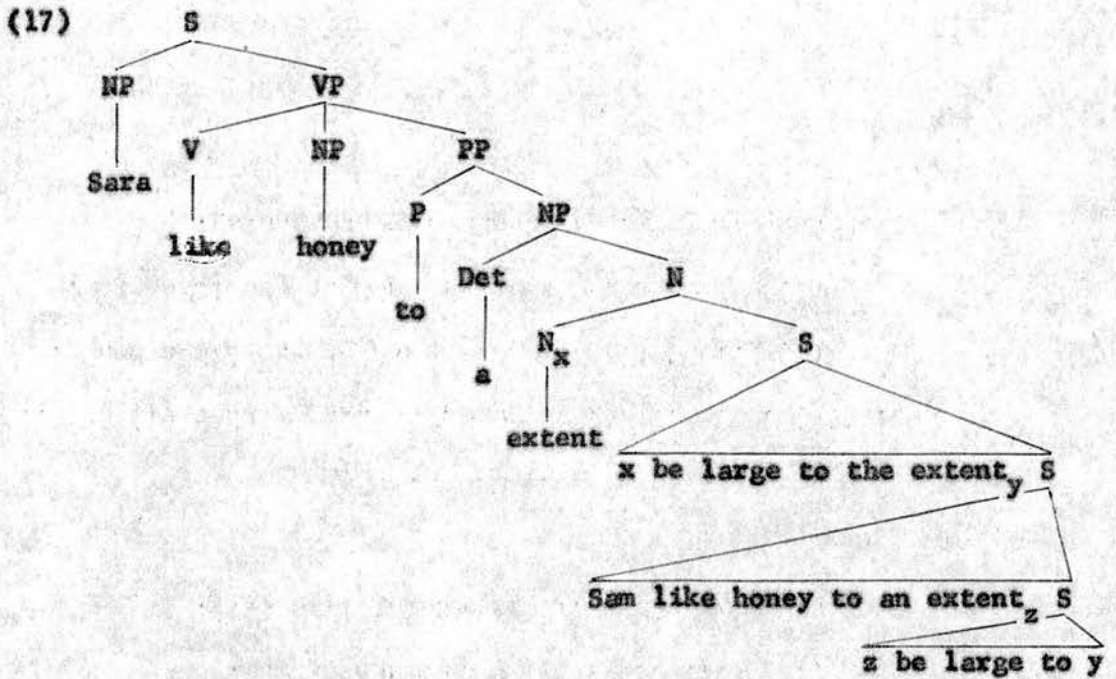 (17) S
NP VP
V NP PP
Sara P NP
like honey Det N
to N_x S
a
extent
x be large to the extent_y S
Sam like honey to an extent_z S
z be large to y